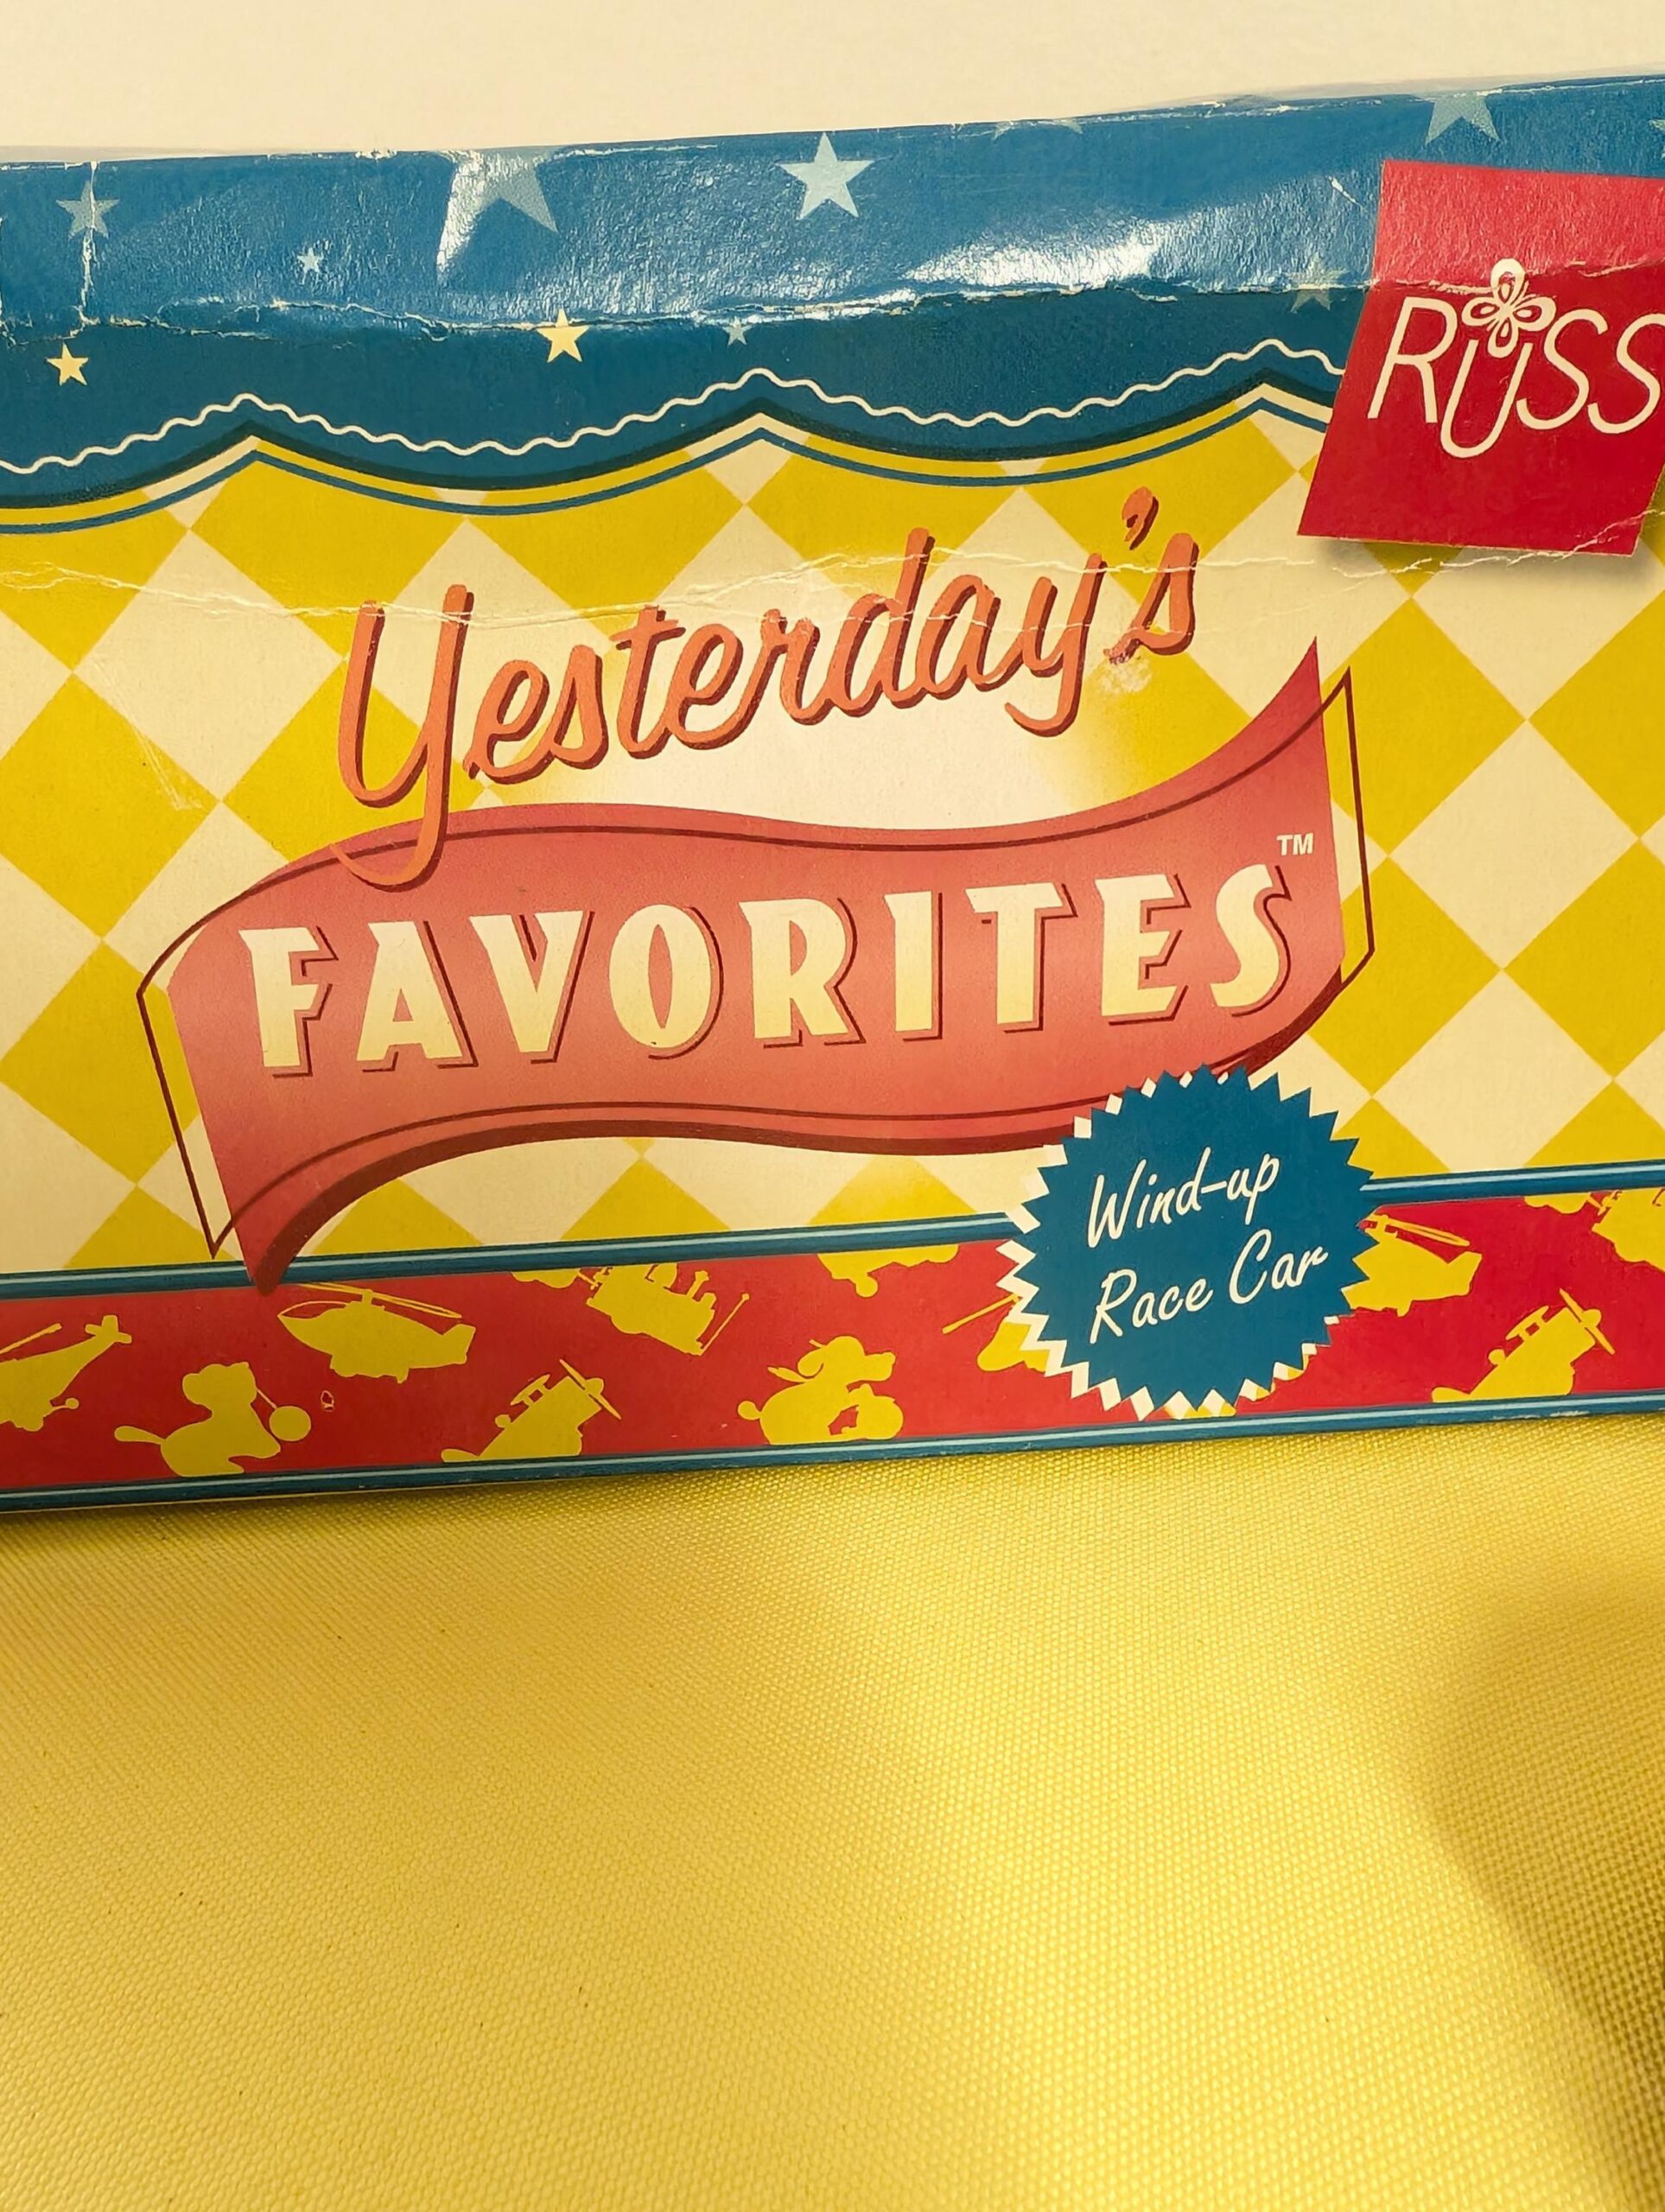 RUSS
Yesterday's
FAVORITES™
Wind-up
Race Car